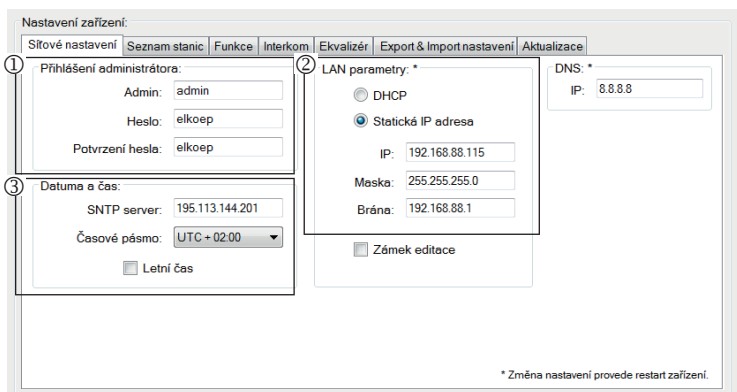 Nastavení zařízení:
Síťové nastavení Seznam stanic Funkce Interkom Ekvalizér Export & Import nastavení Aktualizace
①
Přihlášení administrátora:
Admin: admin
Heslo: elkoep
Potvrzení hesla: elkoep
②
LAN parametry: *
DHCP
Statická IP adresa
IP: 192.168.88.115
Maska: 255.255.255.0
Brána: 192.168.88.1
Zámek editace
DNS: *
IP: 8.8.8.8
③
Datuma a čas:
SNTP server: 195.113.144.201
Časové pásmo: UTC + 02:00
Letní čas
* Změna nastavení provede restart zařízení.